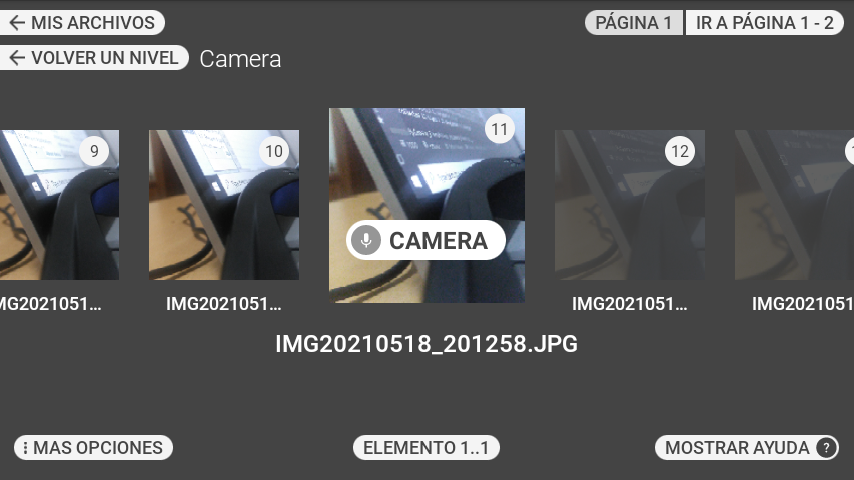 MIS ARCHIVOS
PÁGINA 1
IR A PÁGINA 1 - 2
VOLVER UN NIVEL
Camera
9
10
11
12
CAMERA
MG2021051...
IMG2021051...
IMG2021051...
IMG2021051
IMG20210518_201258.JPG
MAS OPCIONES
ELEMENTO 1..1
MOSTRAR AYUDA ?